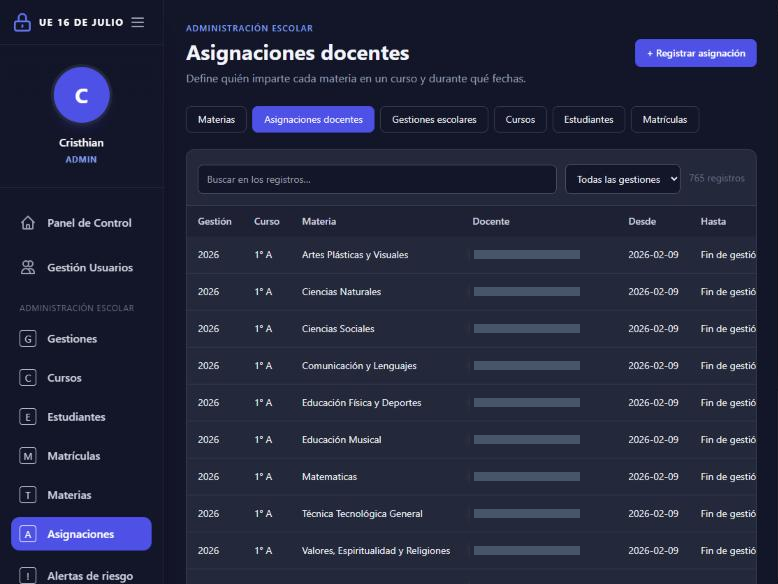 UE 16 DE JULIO
C
Cristhian
ADMIN
Panel de Control
Gestión Usuarios
ADMINISTRACIÓN ESCOLAR
G Gestiones
C Cursos
E Estudiantes
M Matrículas
T Materias
A Asignaciones
! Alertas de riesgo
ADMINISTRACIÓN ESCOLAR
Asignaciones docentes
Define quién imparte cada materia en un curso y durante qué fechas.
+ Registrar asignación
Materias Asignaciones docentes Gestiones escolares Cursos Estudiantes Matrículas
Buscar en los registros... Todas las gestiones 765 registros
Gestión Curso Materia Docente Desde Hasta
2026 1° A Artes Plásticas y Visuales 2026-02-09 Fin de gestió
2026 1° A Ciencias Naturales 2026-02-09 Fin de gestió
2026 1° A Ciencias Sociales 2026-02-09 Fin de gestió
2026 1° A Comunicación y Lenguajes 2026-02-09 Fin de gestió
2026 1° A Educación Física y Deportes 2026-02-09 Fin de gestió
2026 1° A Educación Musical 2026-02-09 Fin de gestió
2026 1° A Matematicas 2026-02-09 Fin de gestió
2026 1° A Técnica Tecnológica General 2026-02-09 Fin de gestió
2026 1° A Valores, Espiritualidad y Religiones 2026-02-09 Fin de gestió